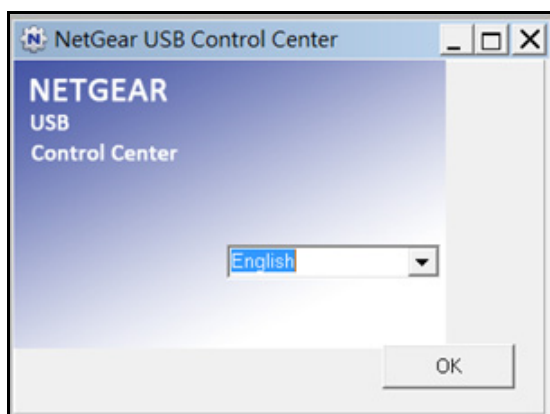 NetGear USB Control Center
NETGEAR
USB
Control Center
English
OK